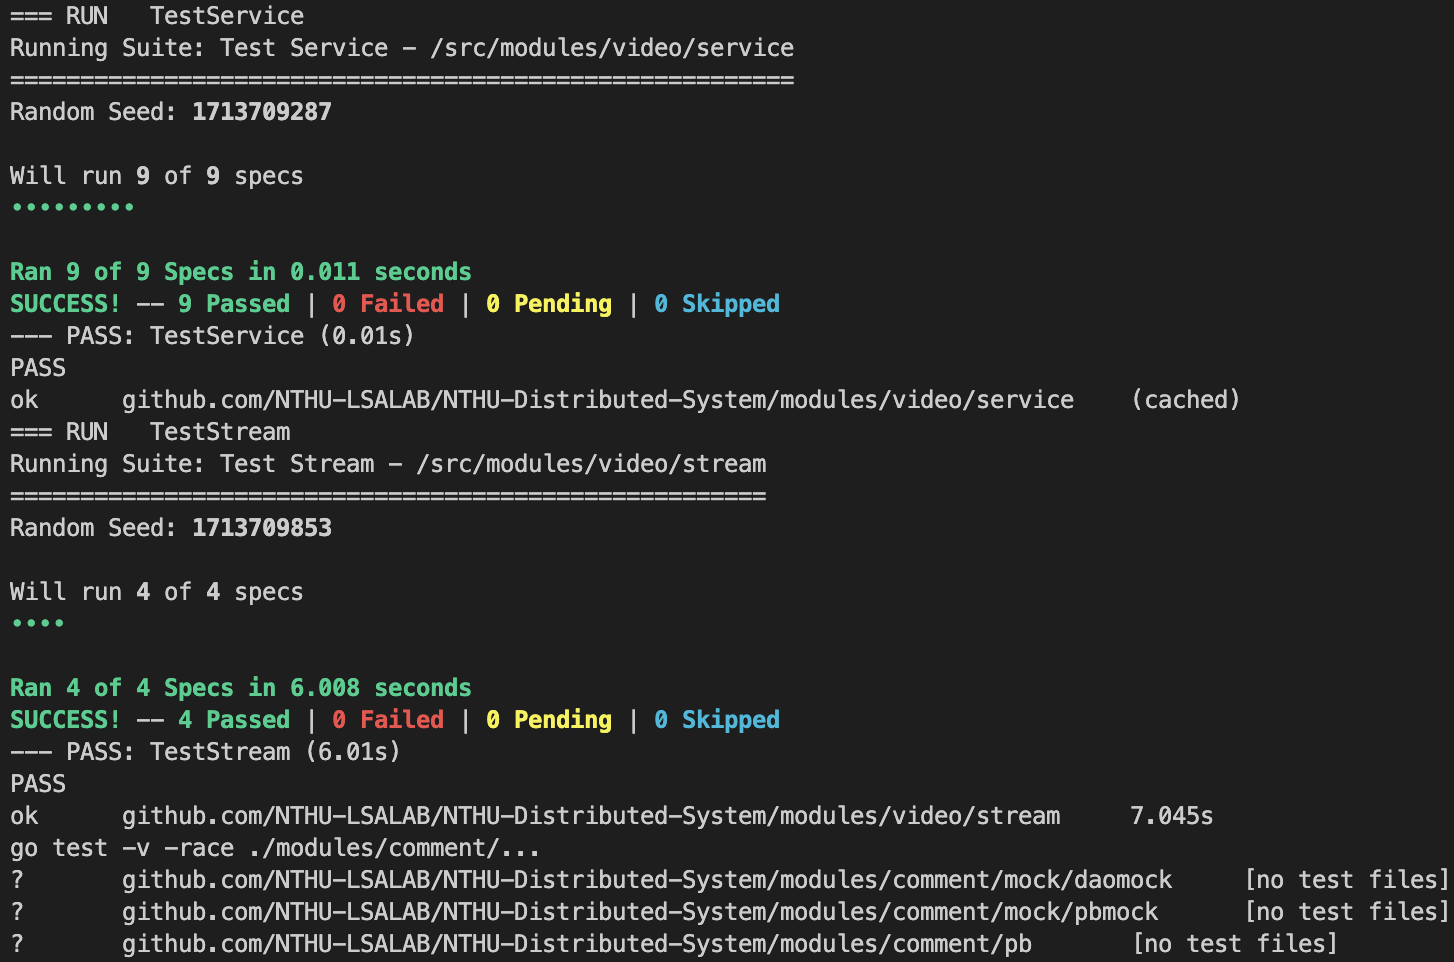 === RUN   TestService
Running Suite: Test Service - /src/modules/video/service
========================================================
Random Seed: 1713709287
Will run 9 of 9 specs
•••••••••
Ran 9 of 9 Specs in 0.011 seconds
SUCCESS! -- 9 Passed | 0 Failed | 0 Pending | 0 Skipped
--- PASS: TestService (0.01s)
PASS
ok      github.com/NTHU-LSALAB/NTHU-Distributed-System/modules/video/service    (cached)
=== RUN   TestStream
Running Suite: Test Stream - /src/modules/video/stream
======================================================
Random Seed: 1713709853
Will run 4 of 4 specs
••••
Ran 4 of 4 Specs in 6.008 seconds
SUCCESS! -- 4 Passed | 0 Failed | 0 Pending | 0 Skipped
--- PASS: TestStream (6.01s)
PASS
ok      github.com/NTHU-LSALAB/NTHU-Distributed-System/modules/video/stream     7.045s
go test -v -race ./modules/comment/...
?       github.com/NTHU-LSALAB/NTHU-Distributed-System/modules/comment/mock/daomock     [no test files]
?       github.com/NTHU-LSALAB/NTHU-Distributed-System/modules/comment/mock/pbmock      [no test files]
?       github.com/NTHU-LSALAB/NTHU-Distributed-System/modules/comment/pb       [no test files]